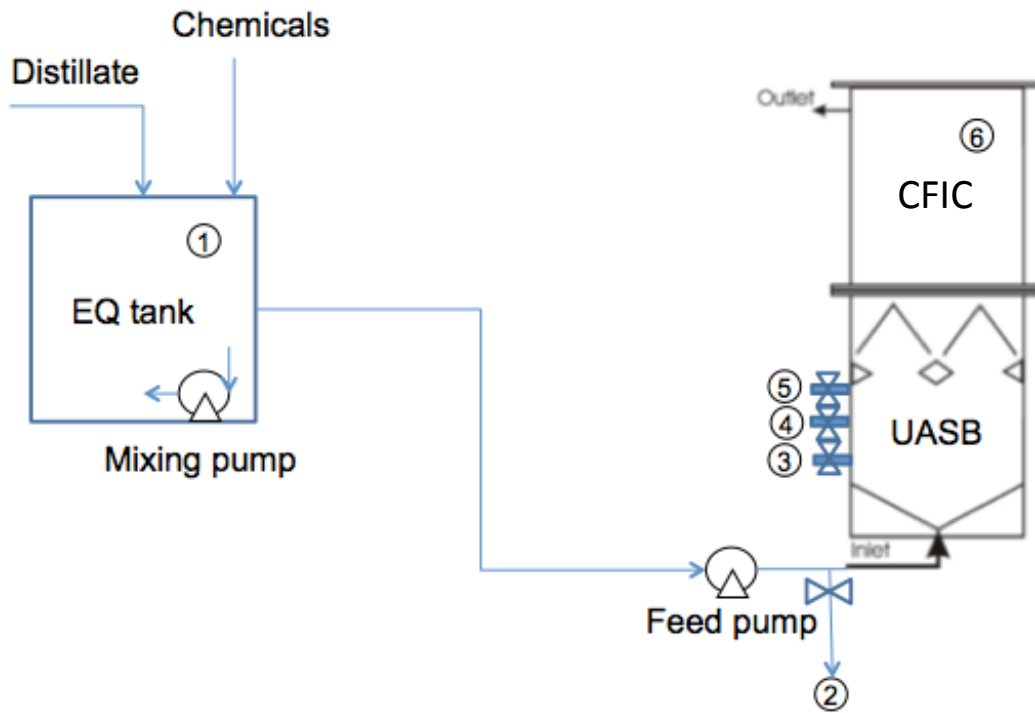 Chemicals
Distillate
Outlet
⑥
CFIC
①
EQ tank
⑤
④
UASB
③
Mixing pump
Inlet
Feed pump
②